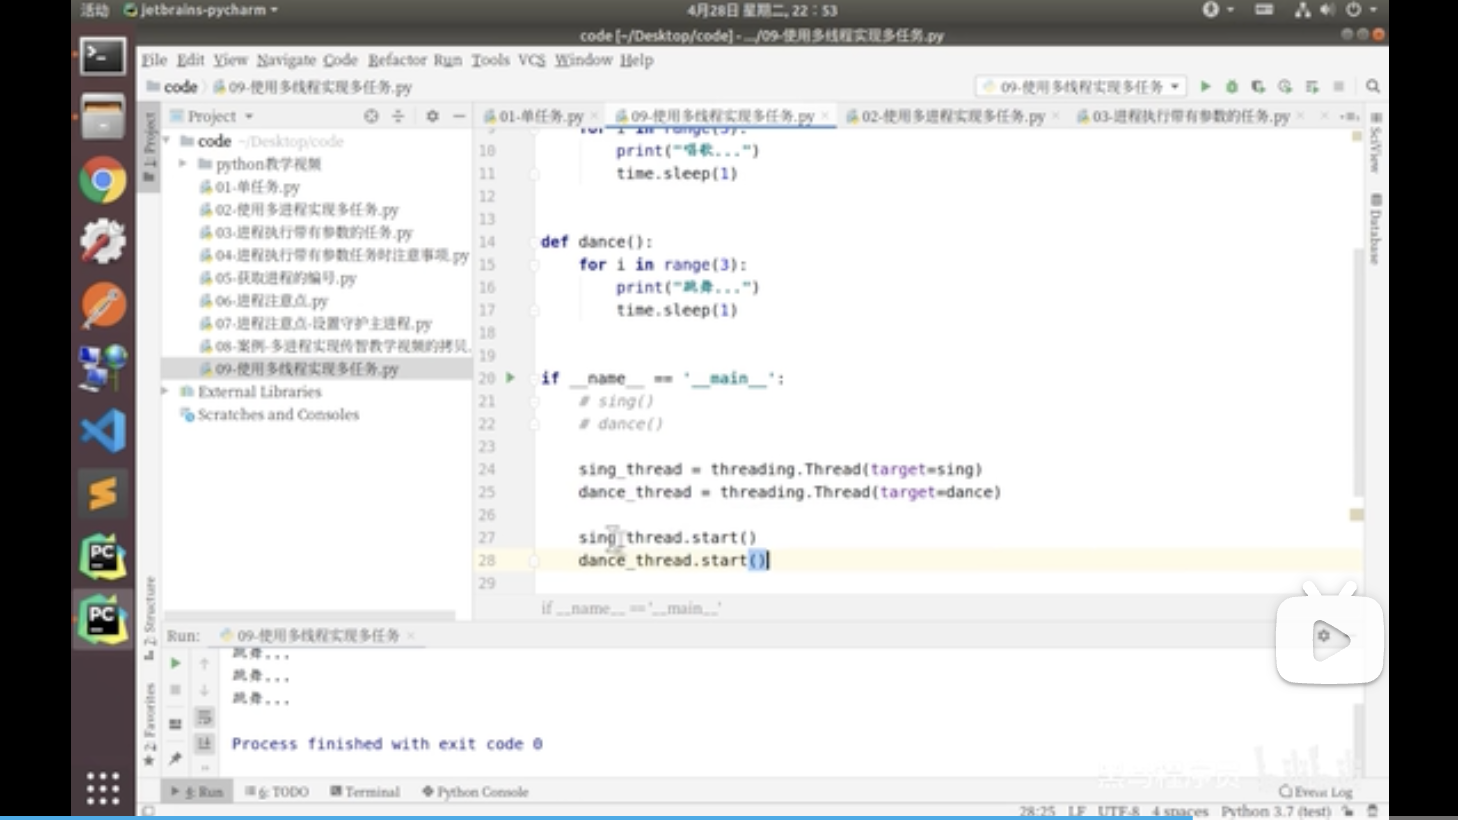 活动 jetbrains-pycharm 4月28日 星期二, 22：53
code [~/Desktop/code] - .../09-使用多线程实现多任务.py
File Edit View Navigate Code Refactor Run Tools VCS Window Help
code 09-使用多线程实现多任务.py 09-使用多线程实现多任务
Project 01-单任务.py 09-使用多线程实现多任务.py 02-使用多进程实现多任务.py 03-进程执行带有参数的任务.py
1: Project
SciView
Database
code ~/Desktop/code
python教学视频
01-单任务.py
02-使用多进程实现多任务.py
03-进程执行带有参数的任务.py
04-进程执行带有参数任务时注意事项.py
05-获取进程的编号.py
06-进程注意点.py
07-进程注意点-设置守护主进程.py
08-案例-多进程实现传智教学视频的拷贝.
09-使用多线程实现多任务.py
External Libraries
Scratches and Consoles
9 for i in range(3):
10 print("唱歌...")
11 time.sleep(1)
12
13
14 def dance():
15 for i in range(3):
16 print("跳舞...")
17 time.sleep(1)
18
19
20 if __name__ == '__main__':
21 # sing()
22 # dance()
23
24 sing_thread = threading.Thread(target=sing)
25 dance_thread = threading.Thread(target=dance)
26
27 sing_thread.start()
28 dance_thread.start()
29
if __name__ == '__main__'
2: Structure
2: Favorites
Run: 09-使用多线程实现多任务
跳舞...
跳舞...
跳舞...
Process finished with exit code 0
4: Run 6: TODO Terminal Python Console Event Log
28:25 LF UTF-8 4 spaces Python 3.7 (test)
PC
PC